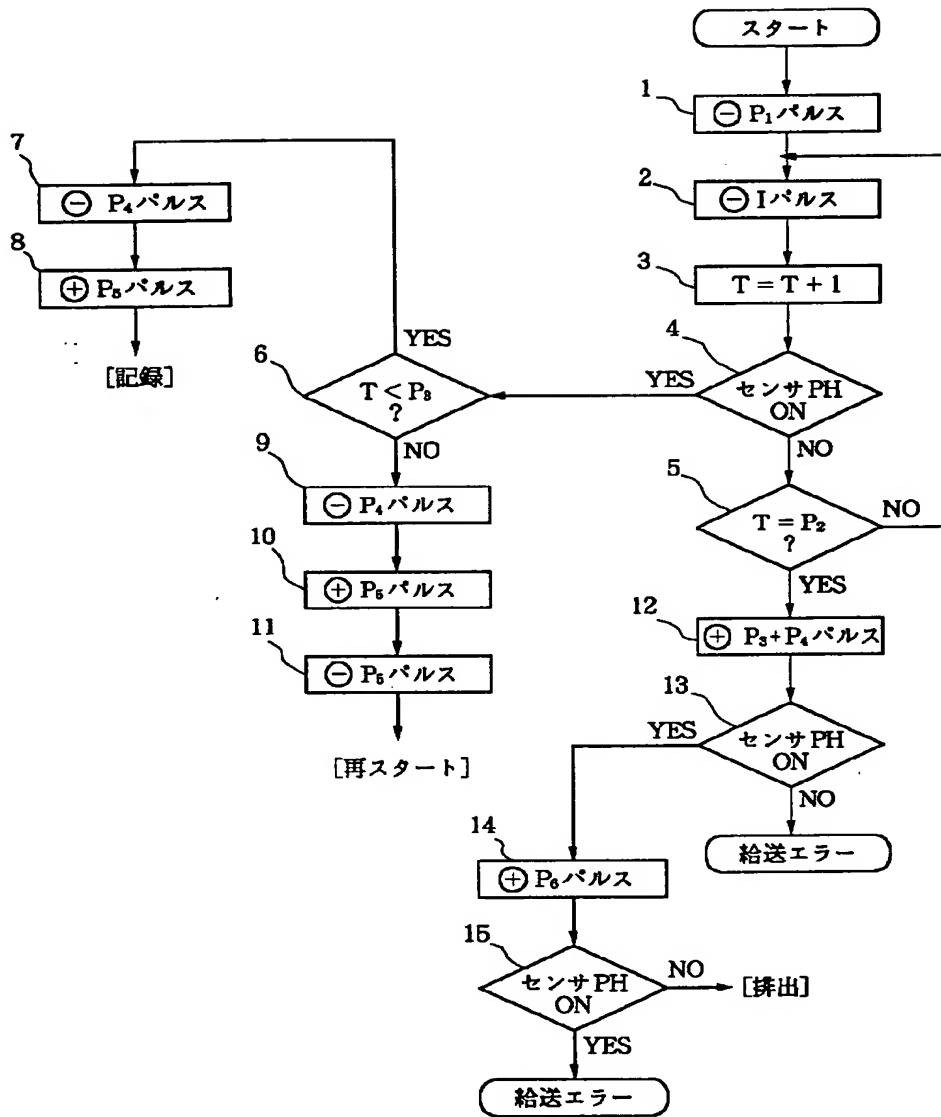 スタート
1
⊖ P₁パルス
2
⊖ Iパルス
3
T = T + 1
4
センサPH
ON
YES
NO
5
T = P₂
?
NO
YES
6
T < P₃
?
YES
NO
7
⊖ P₄パルス
8
⊕ P₅パルス
[記録]
9
⊖ P₄パルス
10
⊕ P₅パルス
11
⊖ P₅パルス
[再スタート]
12
⊕ P₃+P₄パルス
13
センサPH
ON
YES
NO
給送エラー
14
⊕ P₆パルス
15
センサPH
ON
NO
[排出]
YES
給送エラー